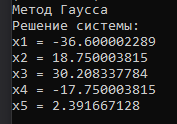 Метод Гаусса
Решение системы:
x1 = -36.600002289
x2 = 18.750003815
x3 = 30.208337784
x4 = -17.750003815
x5 = 2.391667128